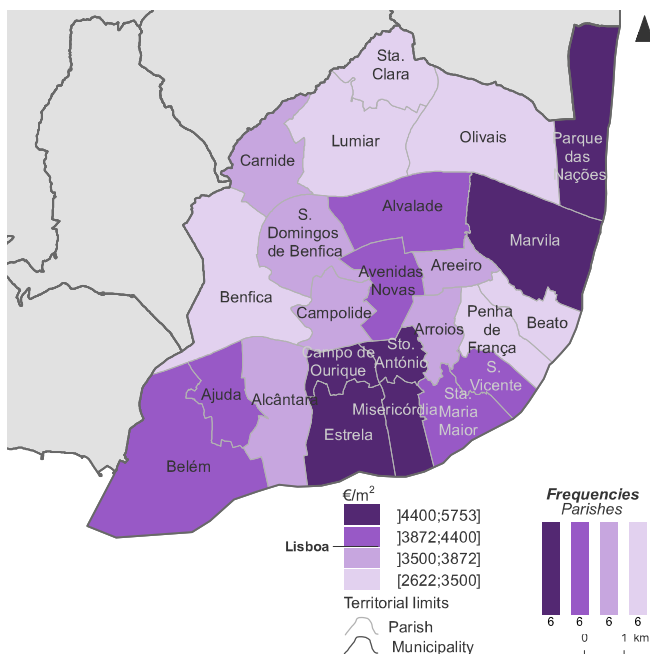 Sta.
Clara
Lumiar
Olivais
Parque
das
Nações
Carnide
Alvalade
S.
Domingos
de Benfica
Marvila
Avenidas
Novas
Areeiro
Benfica
Campolide
Arroios
Penha
de
França
Beato
Campo de
Ourique
Sto.
António
S.
Vicente
Ajuda
Alcântara
Misericórdia
Sta.
Maria
Maior
Estrela
Belém
€/m²
]4400;5753]
]3872;4400]
Lisboa
]3500;3872]
[2622;3500]
Territorial limits
Parish
Municipality
Frequencies
Parishes
6 6 6 6
0 1 km